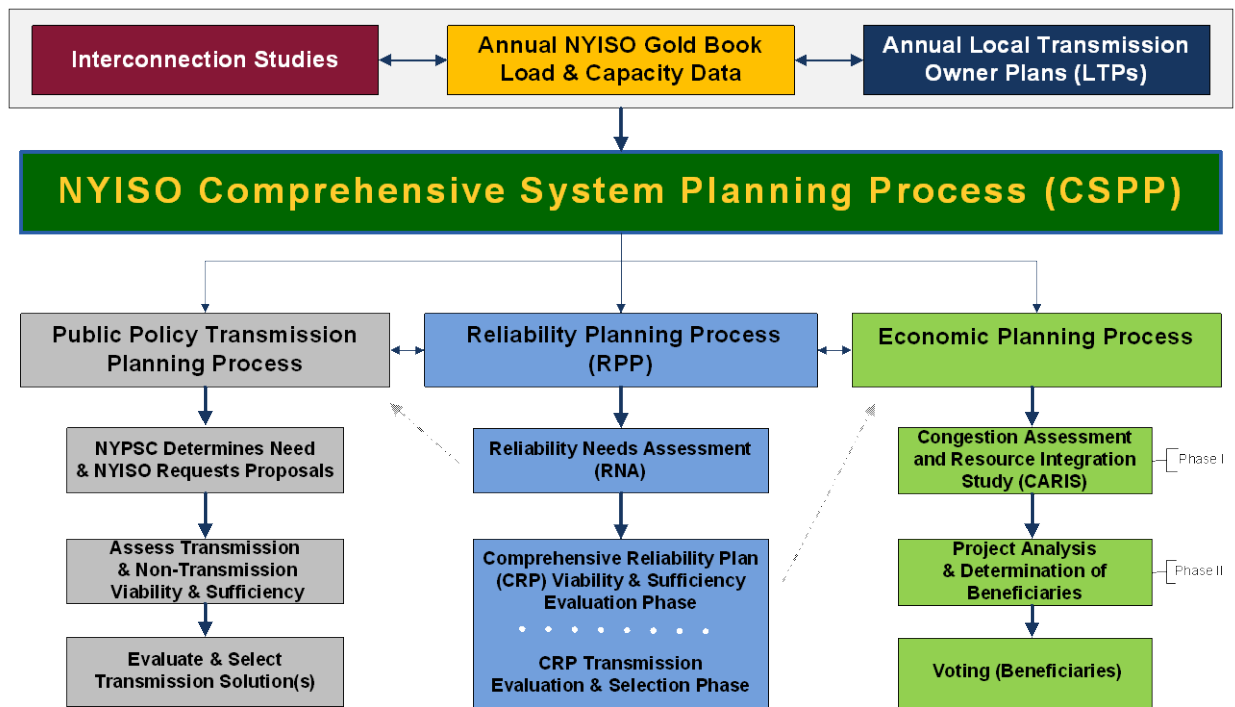 Interconnection Studies
Annual NYISO Gold Book
Load & Capacity Data
Annual Local Transmission
Owner Plans (LTPs)
NYISO Comprehensive System Planning Process (CSPP)
Public Policy Transmission
Planning Process
Reliability Planning Process
(RPP)
Economic Planning Process
NYPSC Determines Need
& NYISO Requests Proposals
Reliability Needs Assessment
(RNA)
Congestion Assessment
and Resource Integration
Study (CARIS)
Phase I
Assess Transmission
& Non-Transmission
Viability & Sufficiency
Comprehensive Reliability Plan
(CRP) Viability & Sufficiency
Evaluation Phase
Project Analysis
& Determination of
Beneficiaries
Phase II
Evaluate & Select
Transmission Solution(s)
CRP Transmission
Evaluation & Selection Phase
Voting (Beneficiaries)